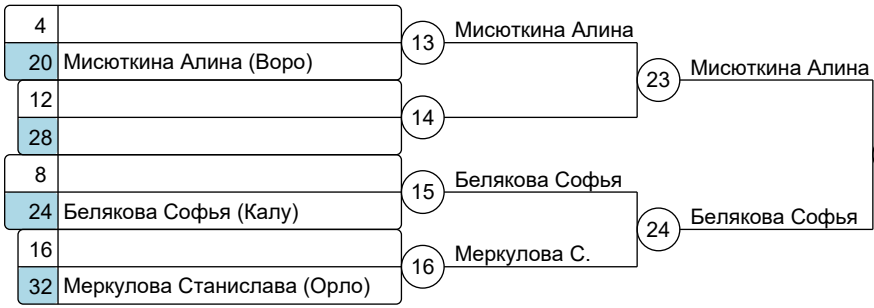 4
13 Мисюткина Алина
20 Мисюткина Алина (Воро)
23 Мисюткина Алина
12
14
28
8
15 Белякова Софья
24 Белякова Софья (Калу)
24 Белякова Софья
16
16 Меркулова С.
32 Меркулова Станислава (Орло)